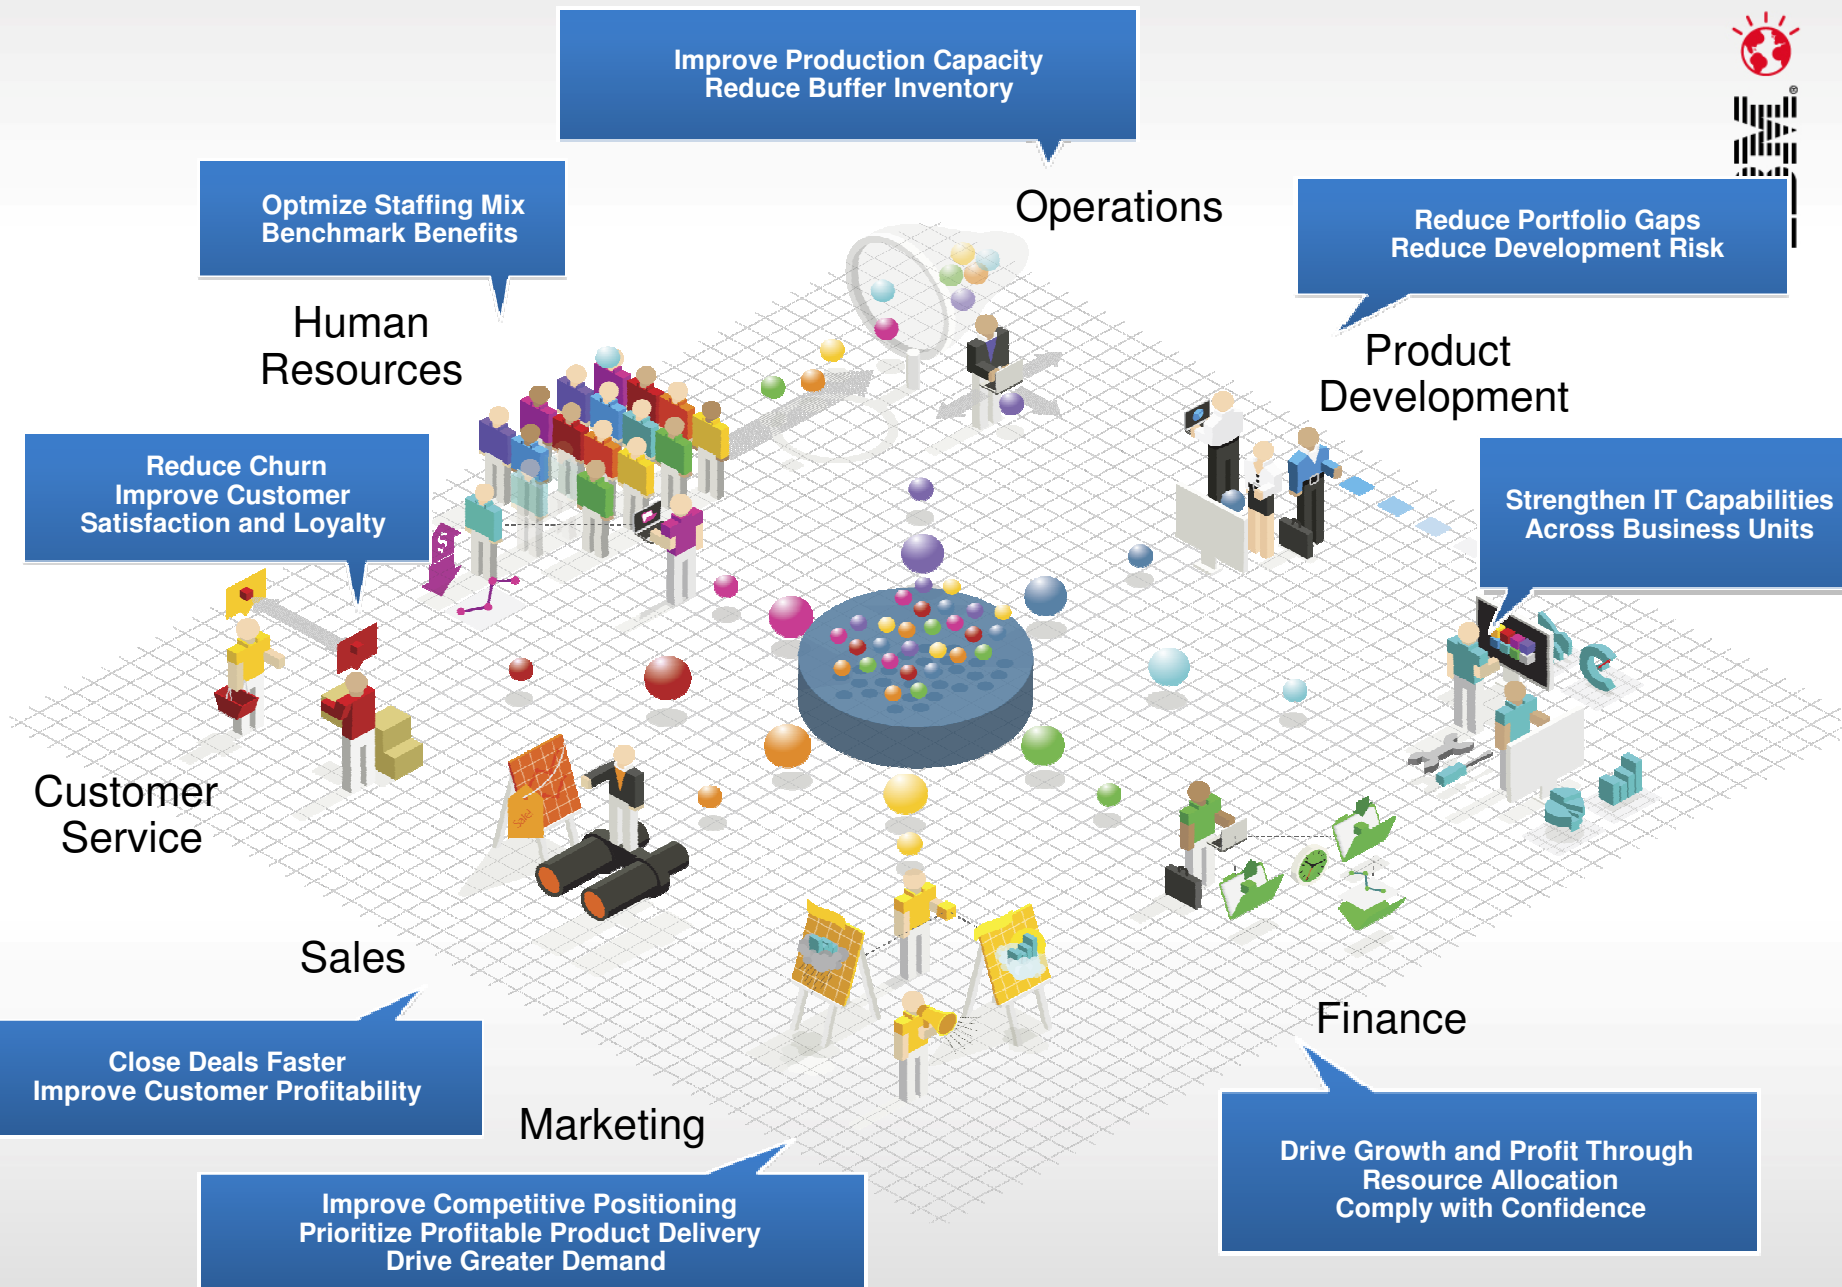 Improve Production Capacity
Reduce Buffer Inventory
IBM®
Optmize Staffing Mix
Benchmark Benefits
Operations
Reduce Portfolio Gaps
Reduce Development Risk
Human
Resources
Product
Development
Reduce Churn
Improve Customer
Satisfaction and Loyalty
Strengthen IT Capabilities
Across Business Units
$
Customer
Service
Sale!
Sales
Close Deals Faster
Improve Customer Profitability
Finance
Marketing
Drive Growth and Profit Through
Resource Allocation
Comply with Confidence
Improve Competitive Positioning
Prioritize Profitable Product Delivery
Drive Greater Demand